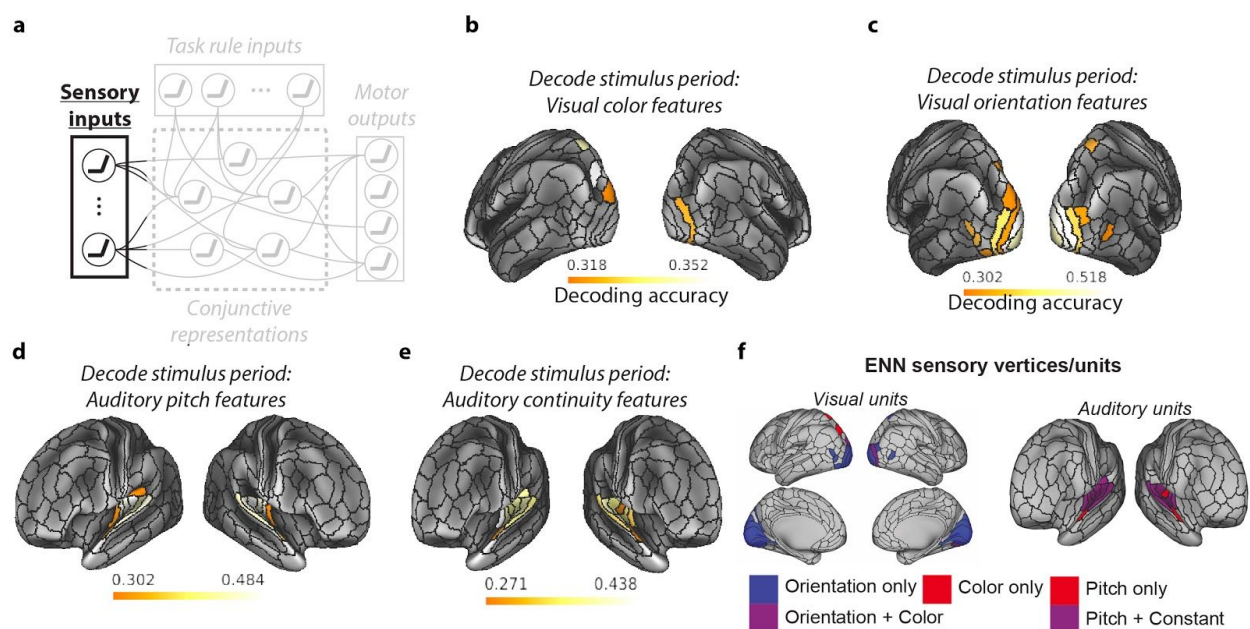 a
Task rule inputs
Sensory
inputs
Motor
outputs
Conjunctive
representations
b
Decode stimulus period:
Visual color features
0.318 0.352
Decoding accuracy
c
Decode stimulus period:
Visual orientation features
0.302 0.518
Decoding accuracy
d
Decode stimulus period:
Auditory pitch features
0.302 0.484
e
Decode stimulus period:
Auditory continuity features
0.271 0.438
f
ENN sensory vertices/units
Visual units
Auditory units
Orientation only Color only
Orientation + Color
Pitch only
Pitch + Constant